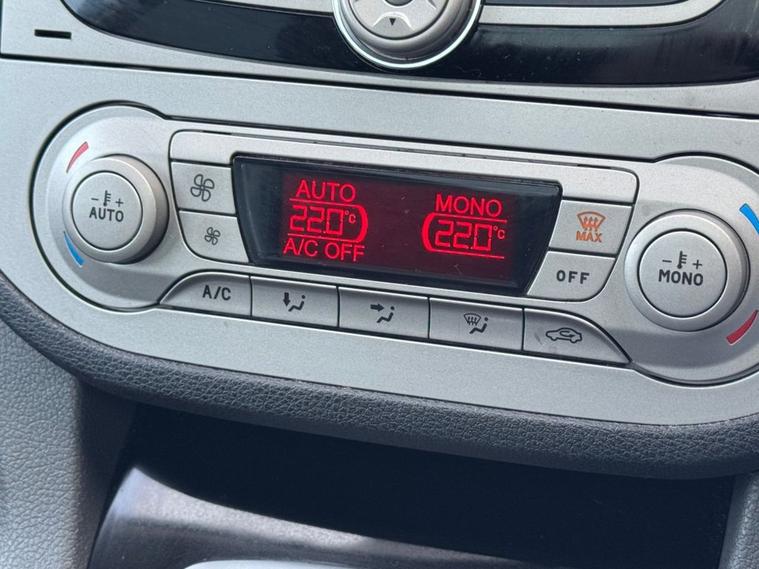 AUTO
22.0°c
A/C OFF
MONO
22.0°c
AUTO
MAX
OFF
MONO
A/C